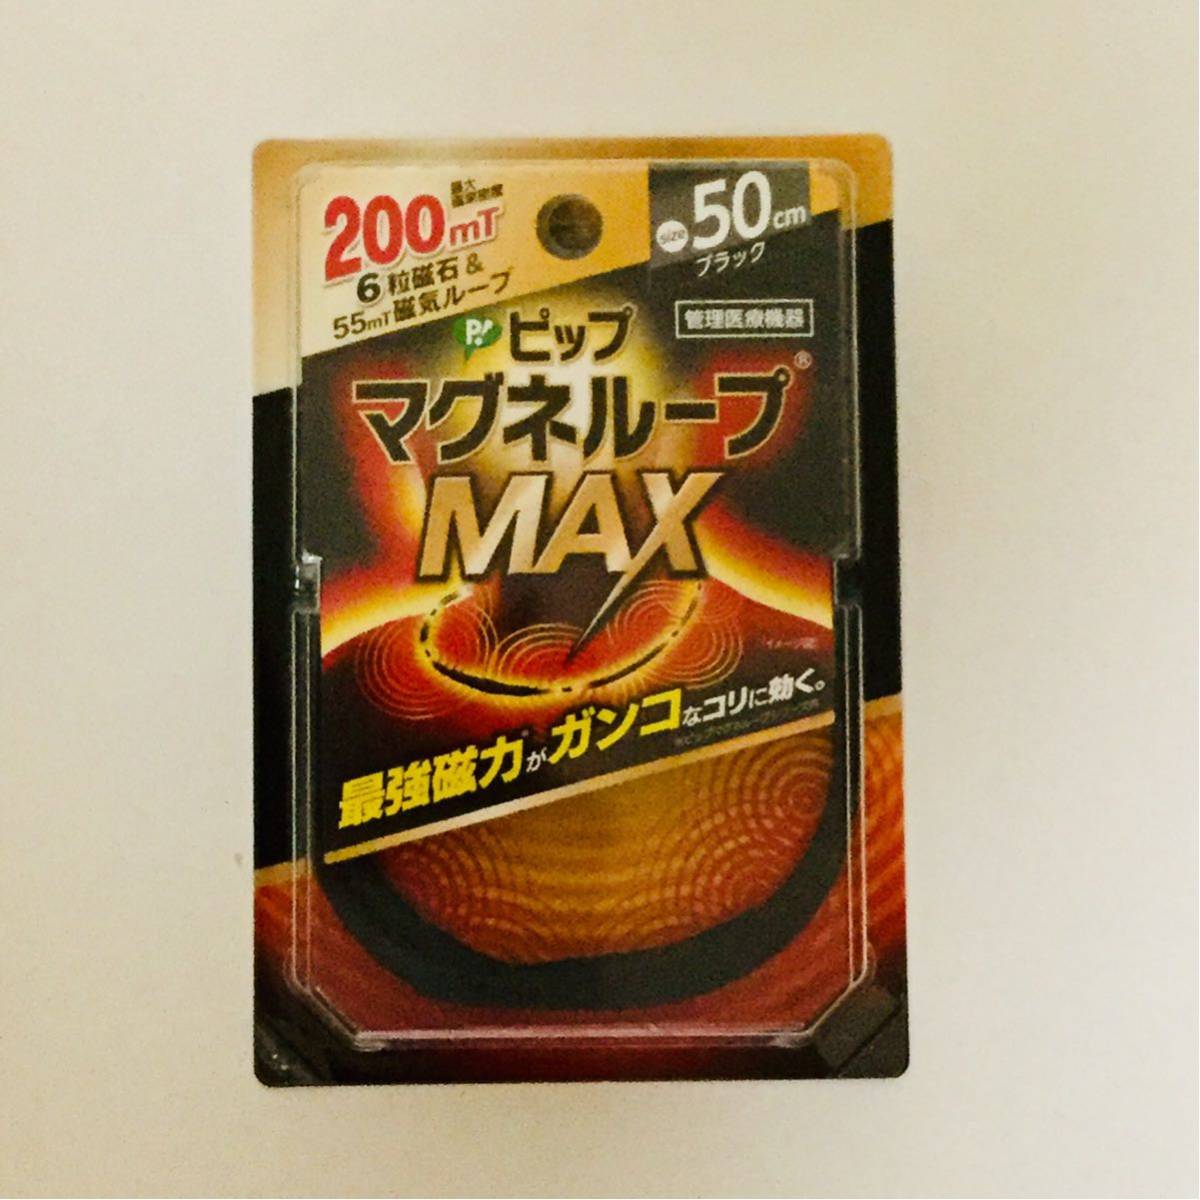 最大
磁束密度
200mT
6粒磁石&
55mT磁気ループ
size 50cm
ブラック
管理医療機器
P! ピップ
マグネループ®
MAX
イメージ図
最強磁力*がガンコなコリに効く。